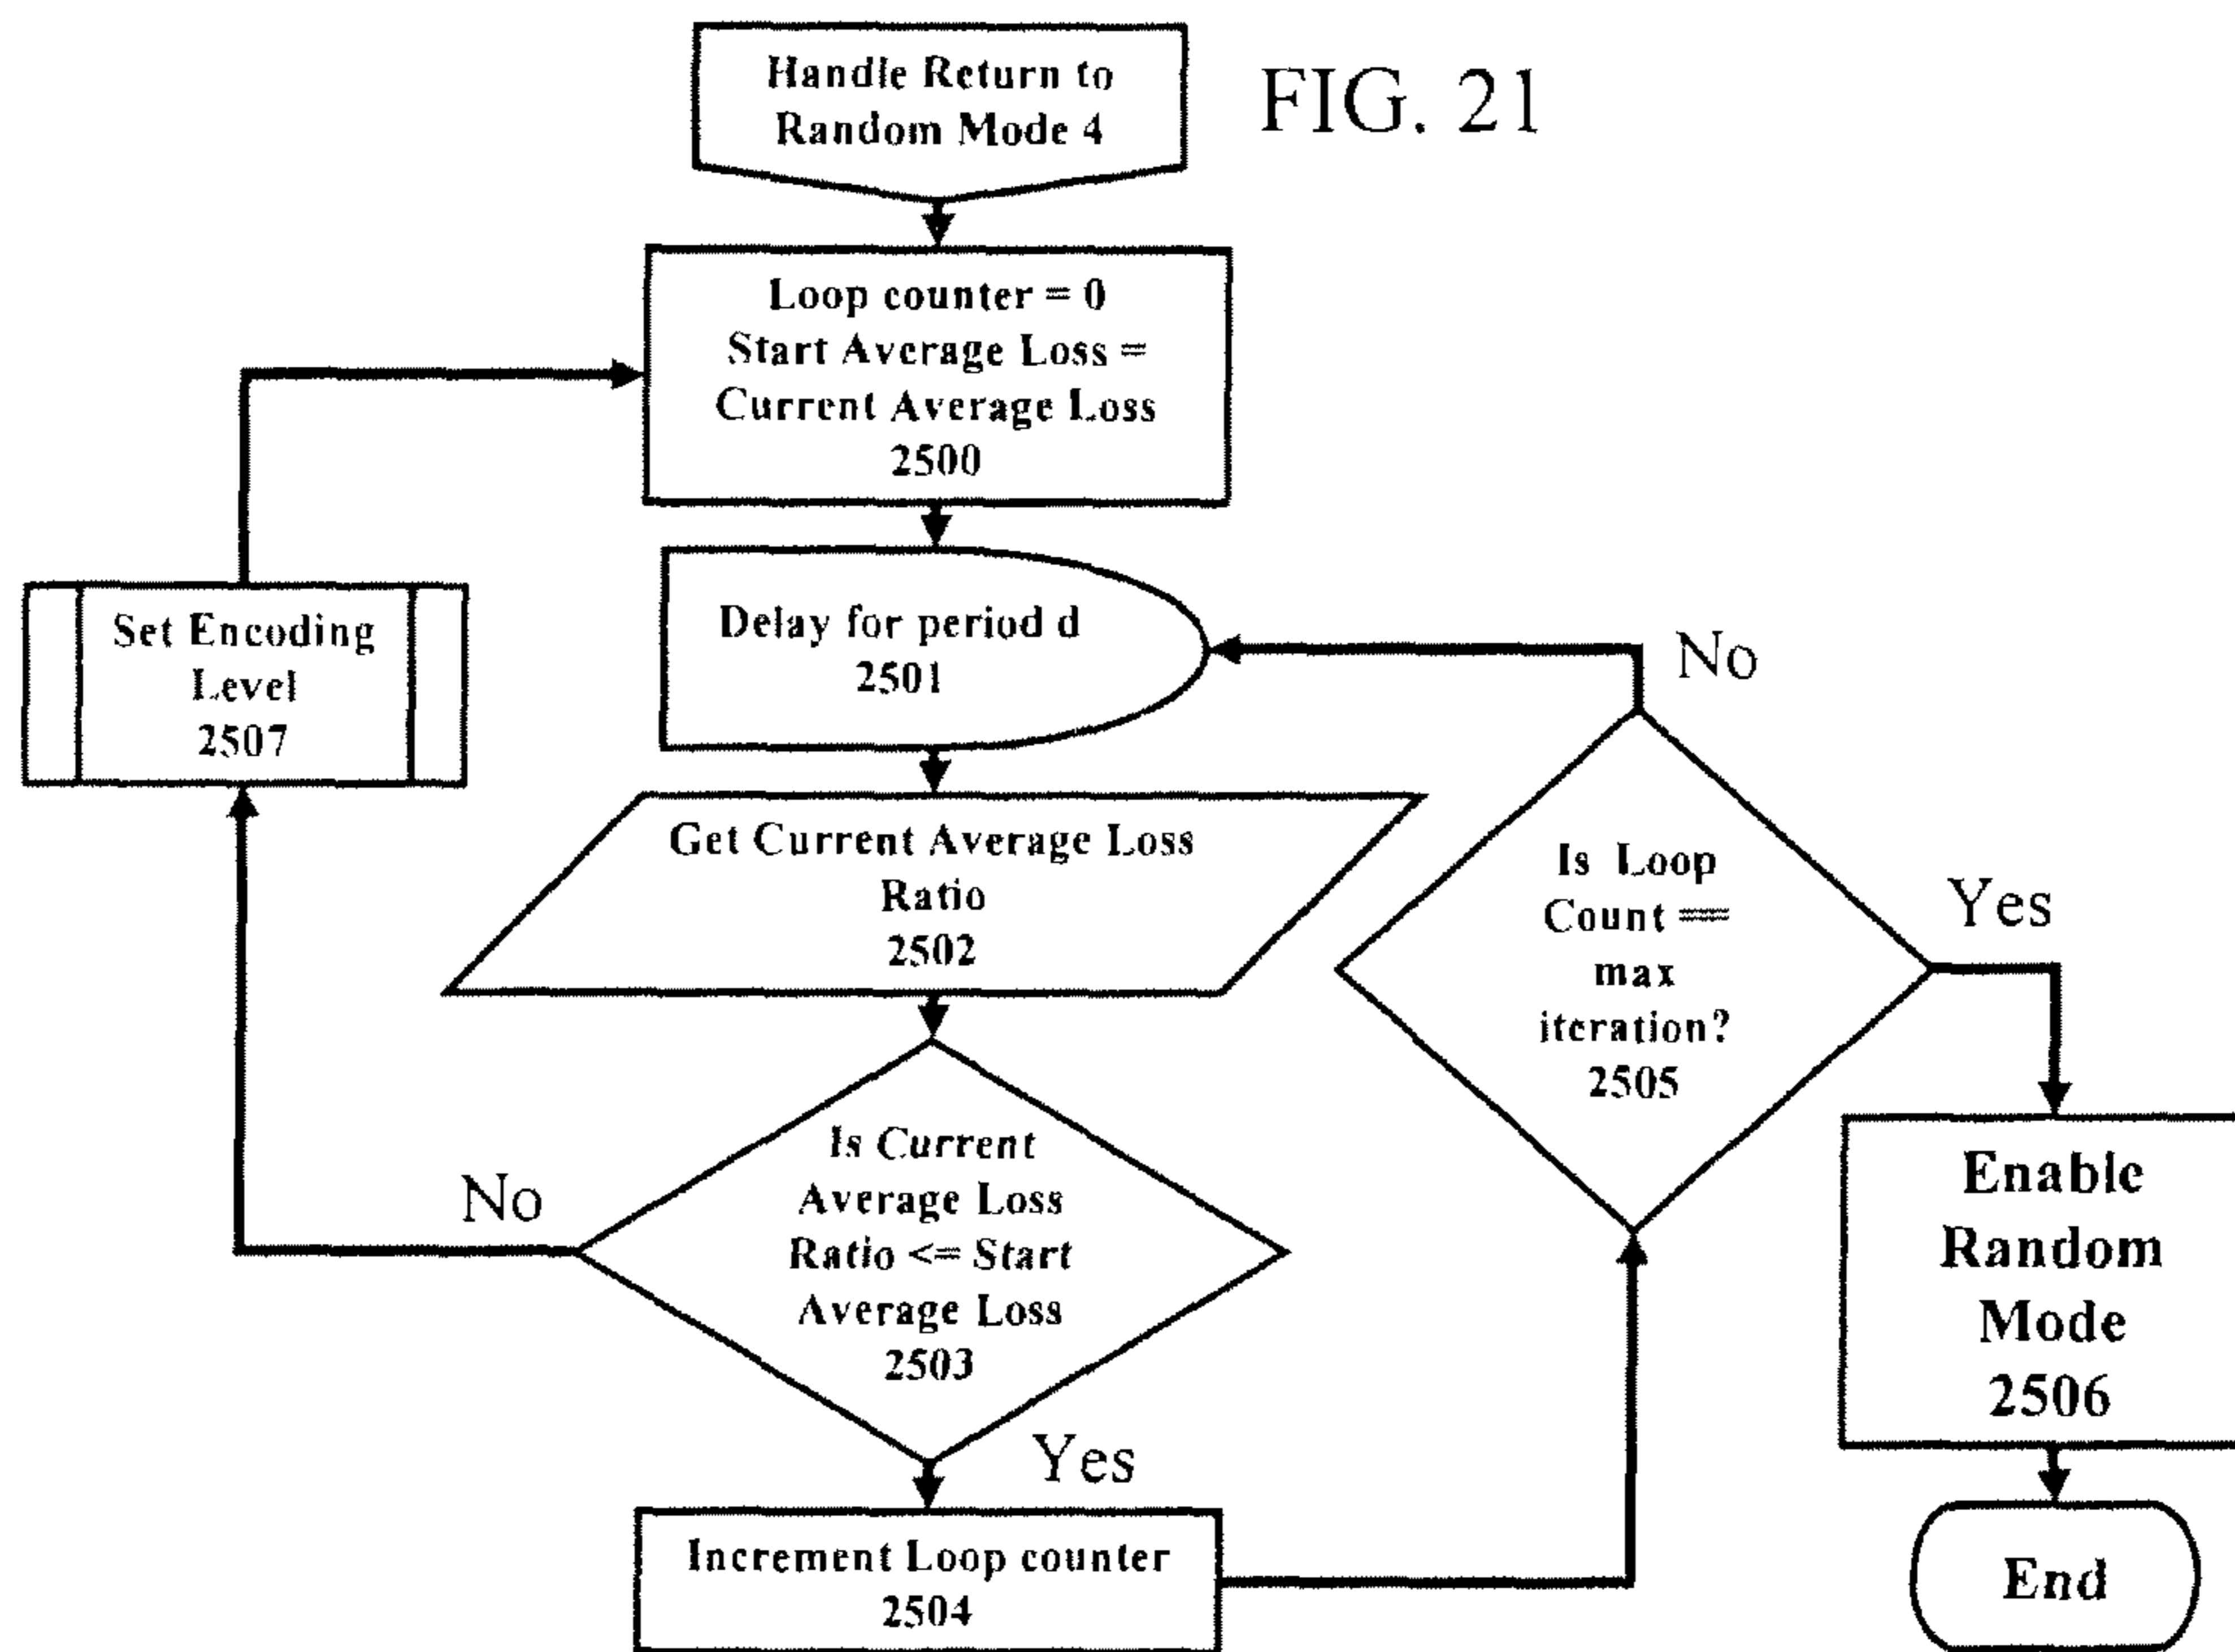 Handle Return to
Random Mode 4
FIG. 21
Loop counter = 0
Start Average Loss =
Current Average Loss
2500
Delay for period d
2501
Set Encoding
Level
2507
Get Current Average Loss
Ratio
2502
Is Current
Average Loss
Ratio <= Start
Average Loss
2503
No
Yes
Increment Loop counter
2504
Is Loop
Count ==
max
iteration?
2505
No
Yes
Enable
Random
Mode
2506
End